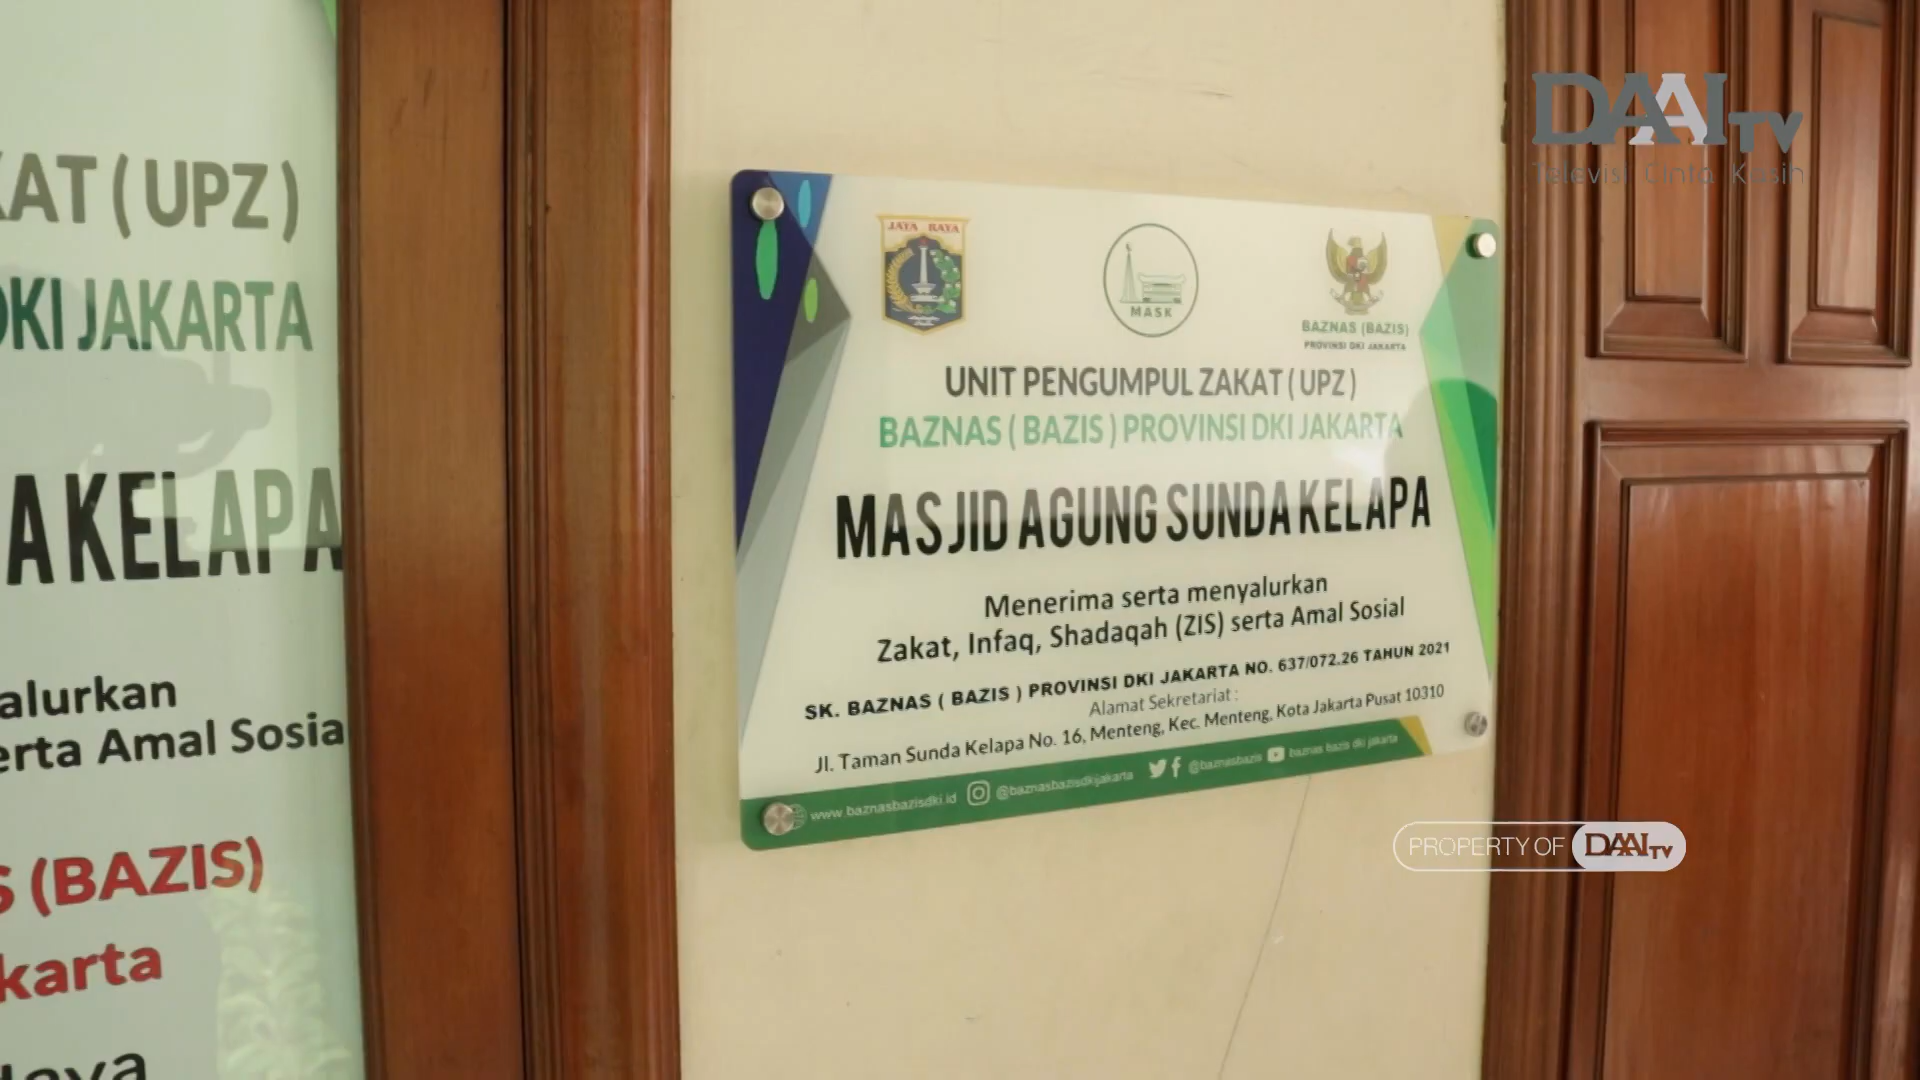 DAAI TV
Televisi Cinta Kasih
KAT ( UPZ )
DKI JAKARTA
A KELAPA
alurkan
erta Amal Sosia
S (BAZIS)
karta
JAYA RAYA
MASK
BAZNAS (BAZIS)
PROVINSI DKI JAKARTA
UNIT PENGUMPUL ZAKAT ( UPZ )
BAZNAS ( BAZIS ) PROVINSI DKI JAKARTA
MASJID AGUNG SUNDA KELAPA
Menerima serta menyalurkan
Zakat, Infaq, Shadaqah (ZIS) serta Amal Sosial
SK. BAZNAS ( BAZIS ) PROVINSI DKI JAKARTA NO. 637/072.26 TAHUN 2021
Alamat Sekretariat :
Jl. Taman Sunda Kelapa No. 16, Menteng, Kec. Menteng, Kota Jakarta Pusat 10310
www.baznasbazisdki.id @baznasbazisdkijakarta @baznasbazis baznas bazis dki jakarta
PROPERTY OF DAAI TV